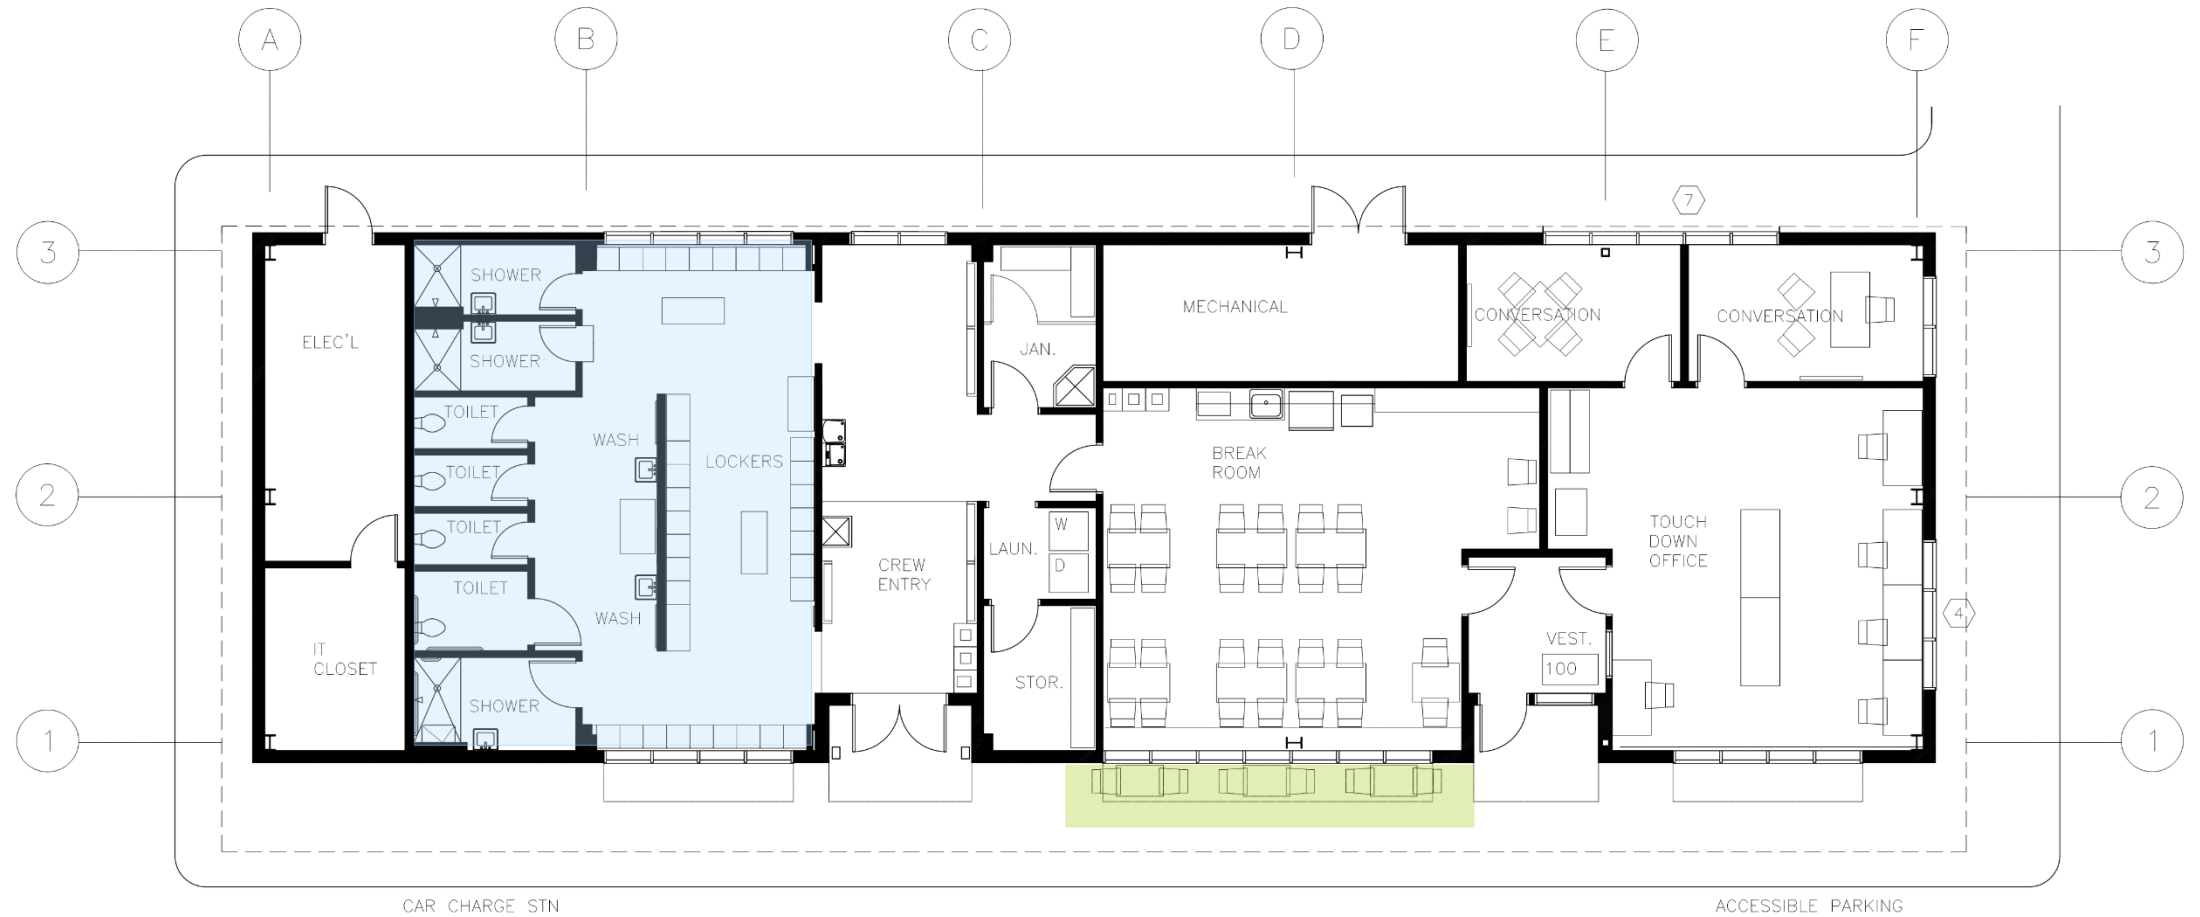 A
B
C
D
E
F
7
3
3
SHOWER
MECHANICAL
CONVERSATION
CONVERSATION
ELEC'L
JAN.
SHOWER
TOILET
WASH
BREAK
ROOM
LOCKERS
TOILET
2
2
TOILET
W
TOUCH
DOWN
OFFICE
LAUN.
D
CREW
ENTRY
TOILET
WASH
4
VEST.
100
IT
CLOSET
STOR.
SHOWER
1
1
CAR CHARGE STN
ACCESSIBLE PARKING